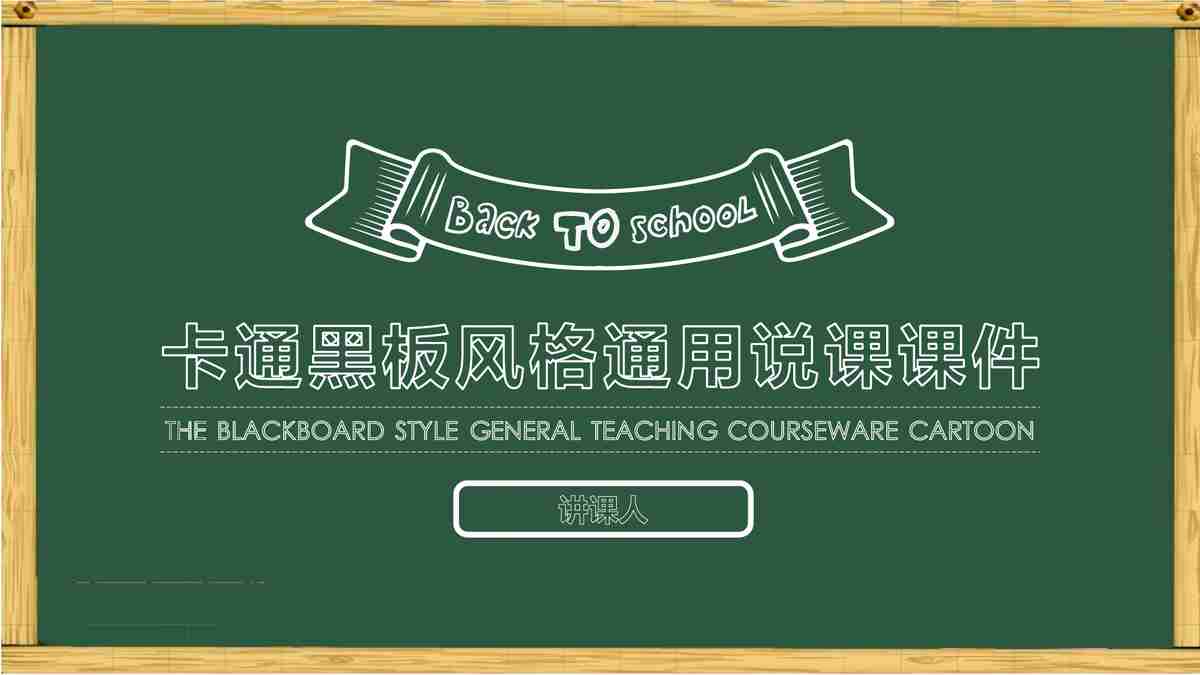 Back TO school
卡通黑板风格通用说课课件
THE BLACKBOARD STYLE GENERAL TEACHING COURSEWARE CARTOON
讲课人